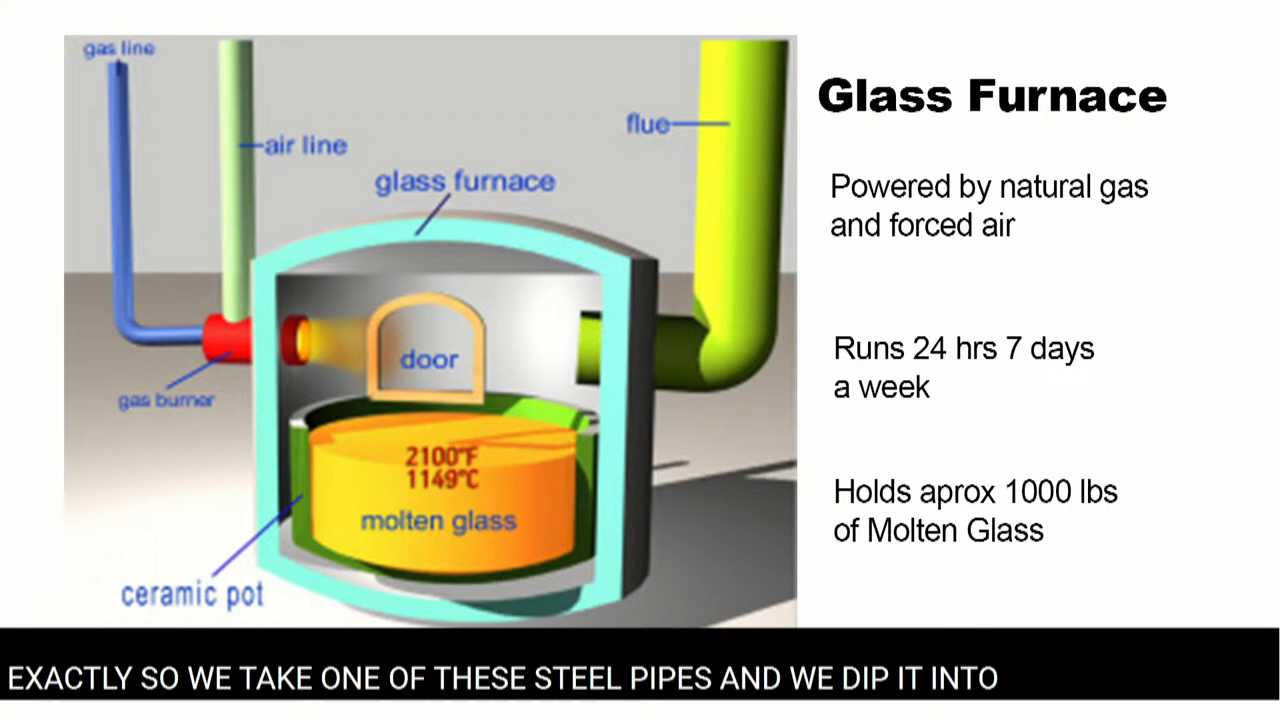 gas line
air line
flue
glass furnace
door
gas burner
2100°F
1149°C
molten glass
ceramic pot
Glass Furnace
Powered by natural gas
and forced air
Runs 24 hrs 7 days
a week
Holds aprox 1000 lbs
of Molten Glass
EXACTLY SO WE TAKE ONE OF THESE STEEL PIPES AND WE DIP IT INTO